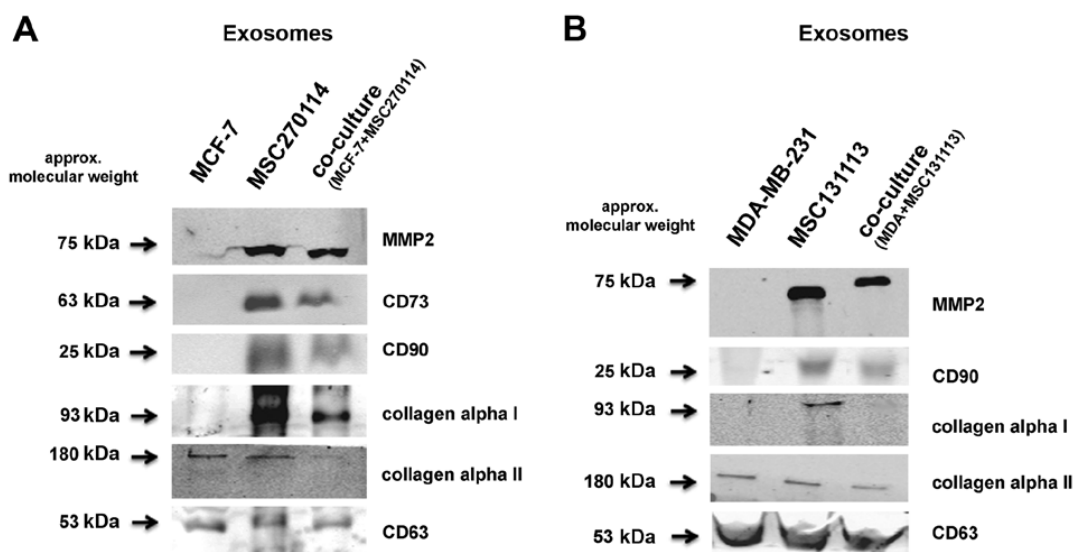 A
Exosomes
MCF-7
MSC270114
co-culture
(MCF-7+MSC270114)
approx.
molecular weight
75 kDa
MMP2
63 kDa
CD73
25 kDa
CD90
93 kDa
collagen alpha I
180 kDa
collagen alpha II
53 kDa
CD63
B
Exosomes
MDA-MB-231
MSC131113
co-culture
(MDA+MSC131113)
approx.
molecular weight
75 kDa
MMP2
25 kDa
CD90
93 kDa
collagen alpha I
180 kDa
collagen alpha II
53 kDa
CD63